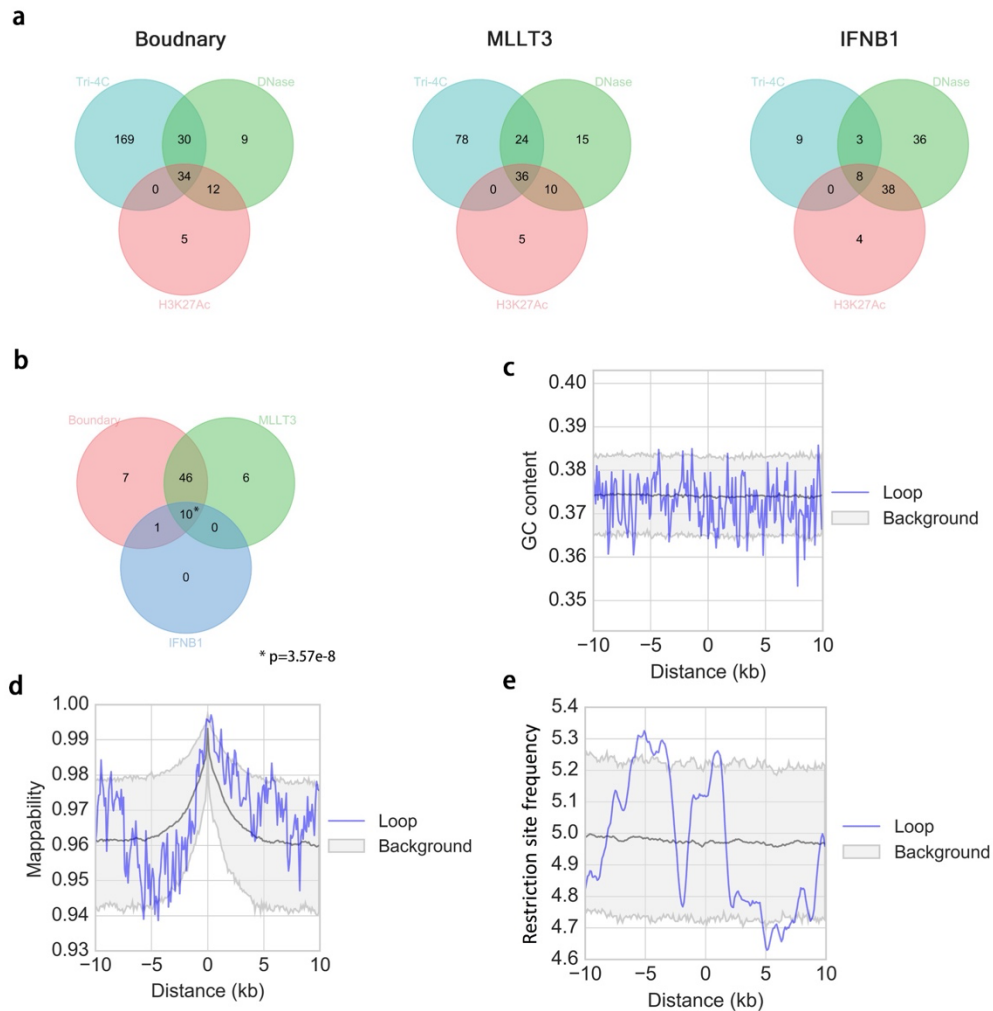 a
Boudnary
MLLT3
IFNB1
Tri-4C
DNase
169
30
9
34
0
12
5
H3K27Ac
Tri-4C
DNase
78
24
15
36
0
10
5
H3K27Ac
Tri-4C
DNase
9
3
36
8
0
38
4
H3K27Ac
b
Boundary
MLLT3
7
46
6
10*
1
0
0
IFNB1
* p=3.57e-8
c
0.40
0.39
0.38
0.37
0.36
0.35
GC content
−10 −5 0 5 10
Distance (kb)
Loop
Background
d
1.00
0.99
0.98
0.97
0.96
0.95
0.94
0.93
Mappability
−10 −5 0 5 10
Distance (kb)
Loop
Background
e
5.4
5.3
5.2
5.1
5.0
4.9
4.8
4.7
4.6
Restriction site frequency
−10 −5 0 5 10
Distance (kb)
Loop
Background